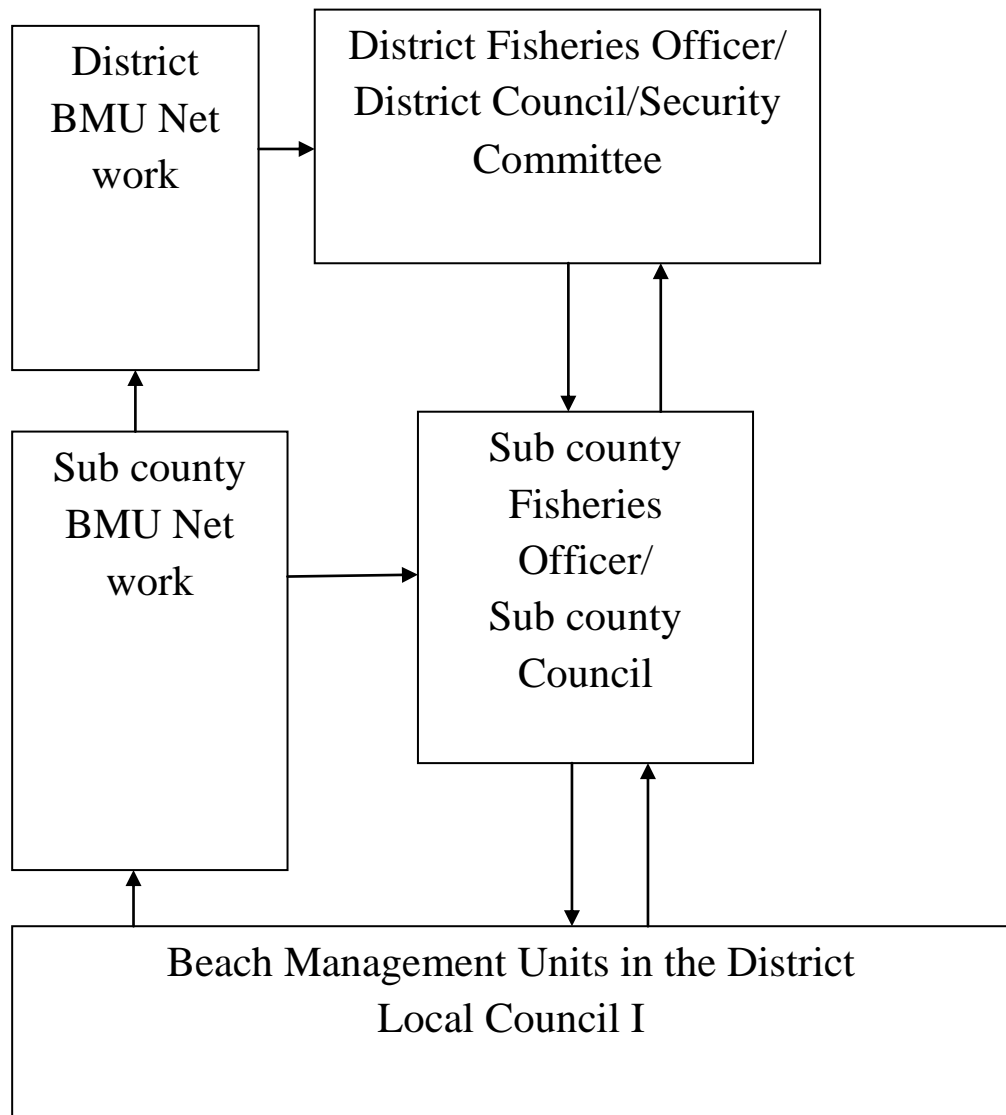 District
BMU Net
work
District Fisheries Officer/
District Council/Security
Committee
Sub county
BMU Net
work
Sub county
Fisheries
Officer/
Sub county
Council
Beach Management Units in the District
Local Council I